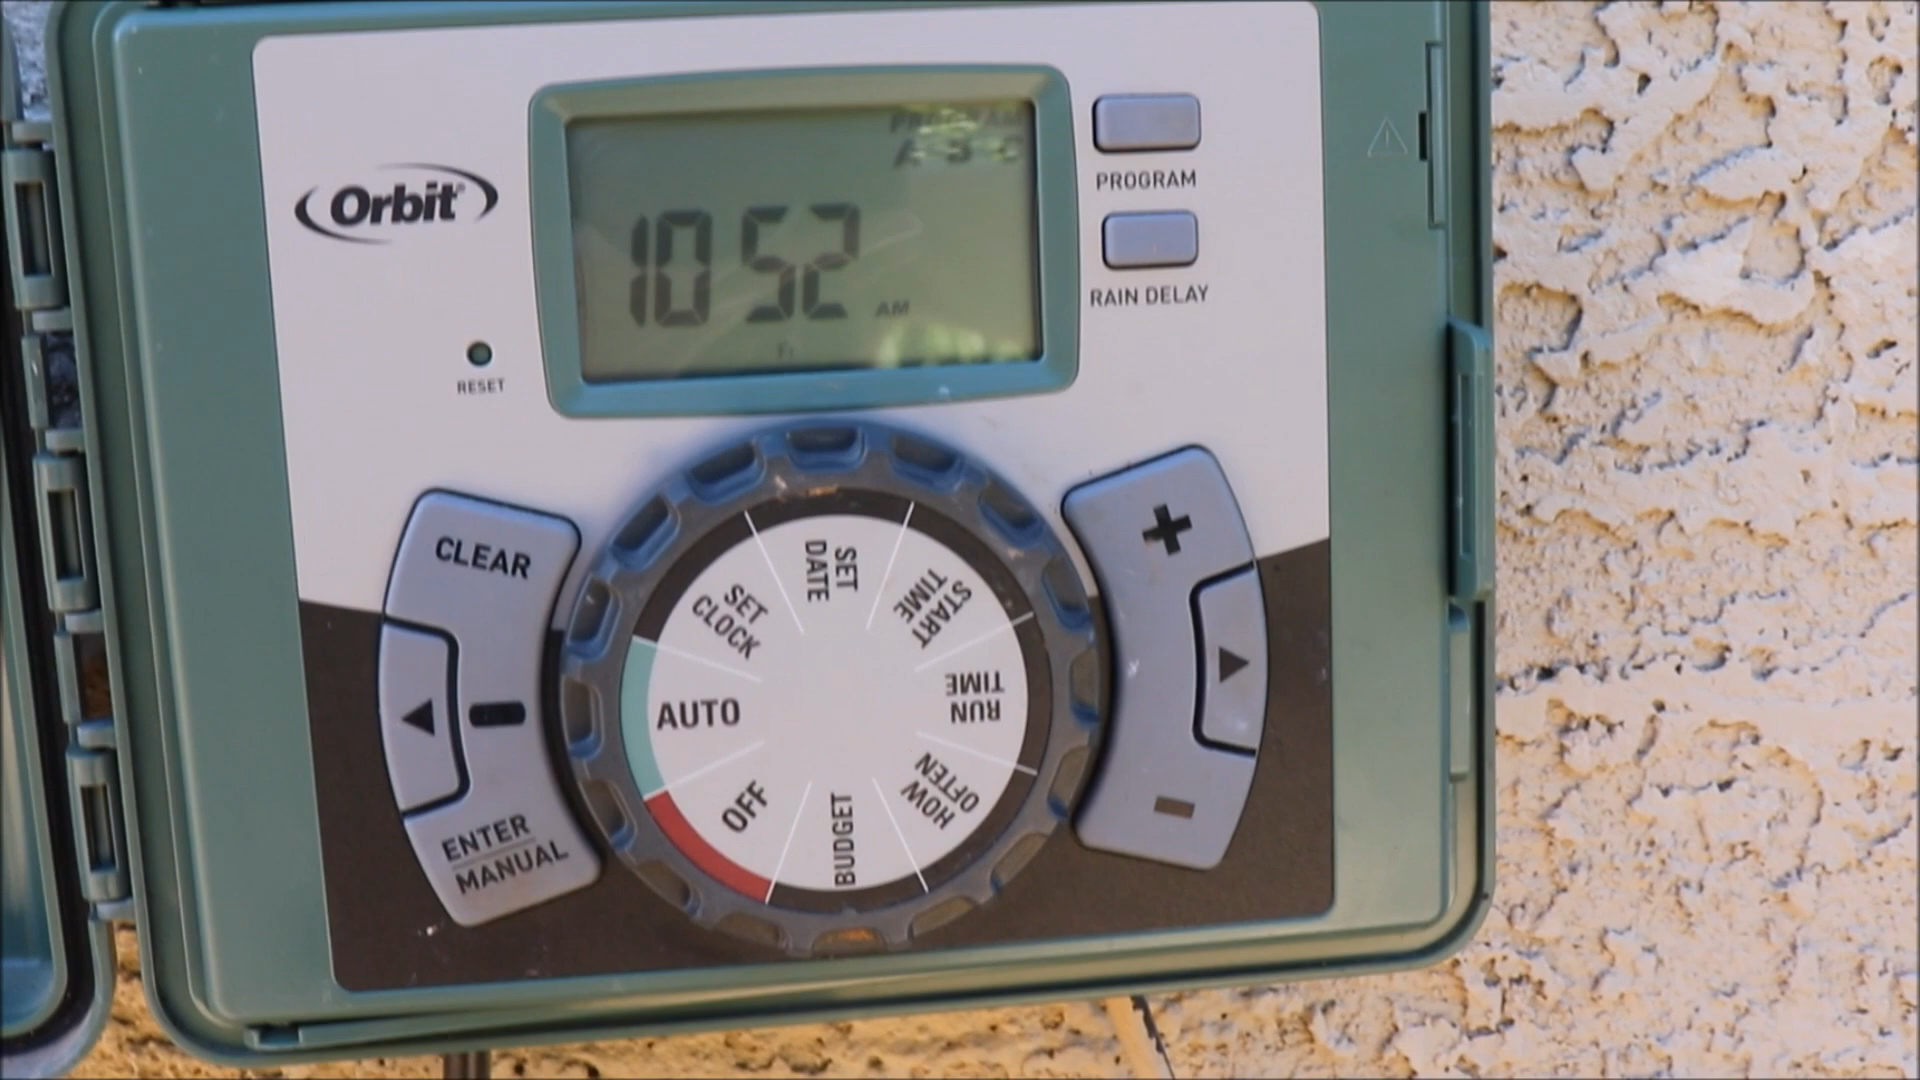 PROGRAM
A B C
Orbit
10 52
AM
PROGRAM
RAIN DELAY
RESET
CLEAR
+
SET
DATE
START
TIME
SET
CLOCK
RUN
TIME
AUTO
HOW
OFTEN
OFF
BUDGET
ENTER
MANUAL